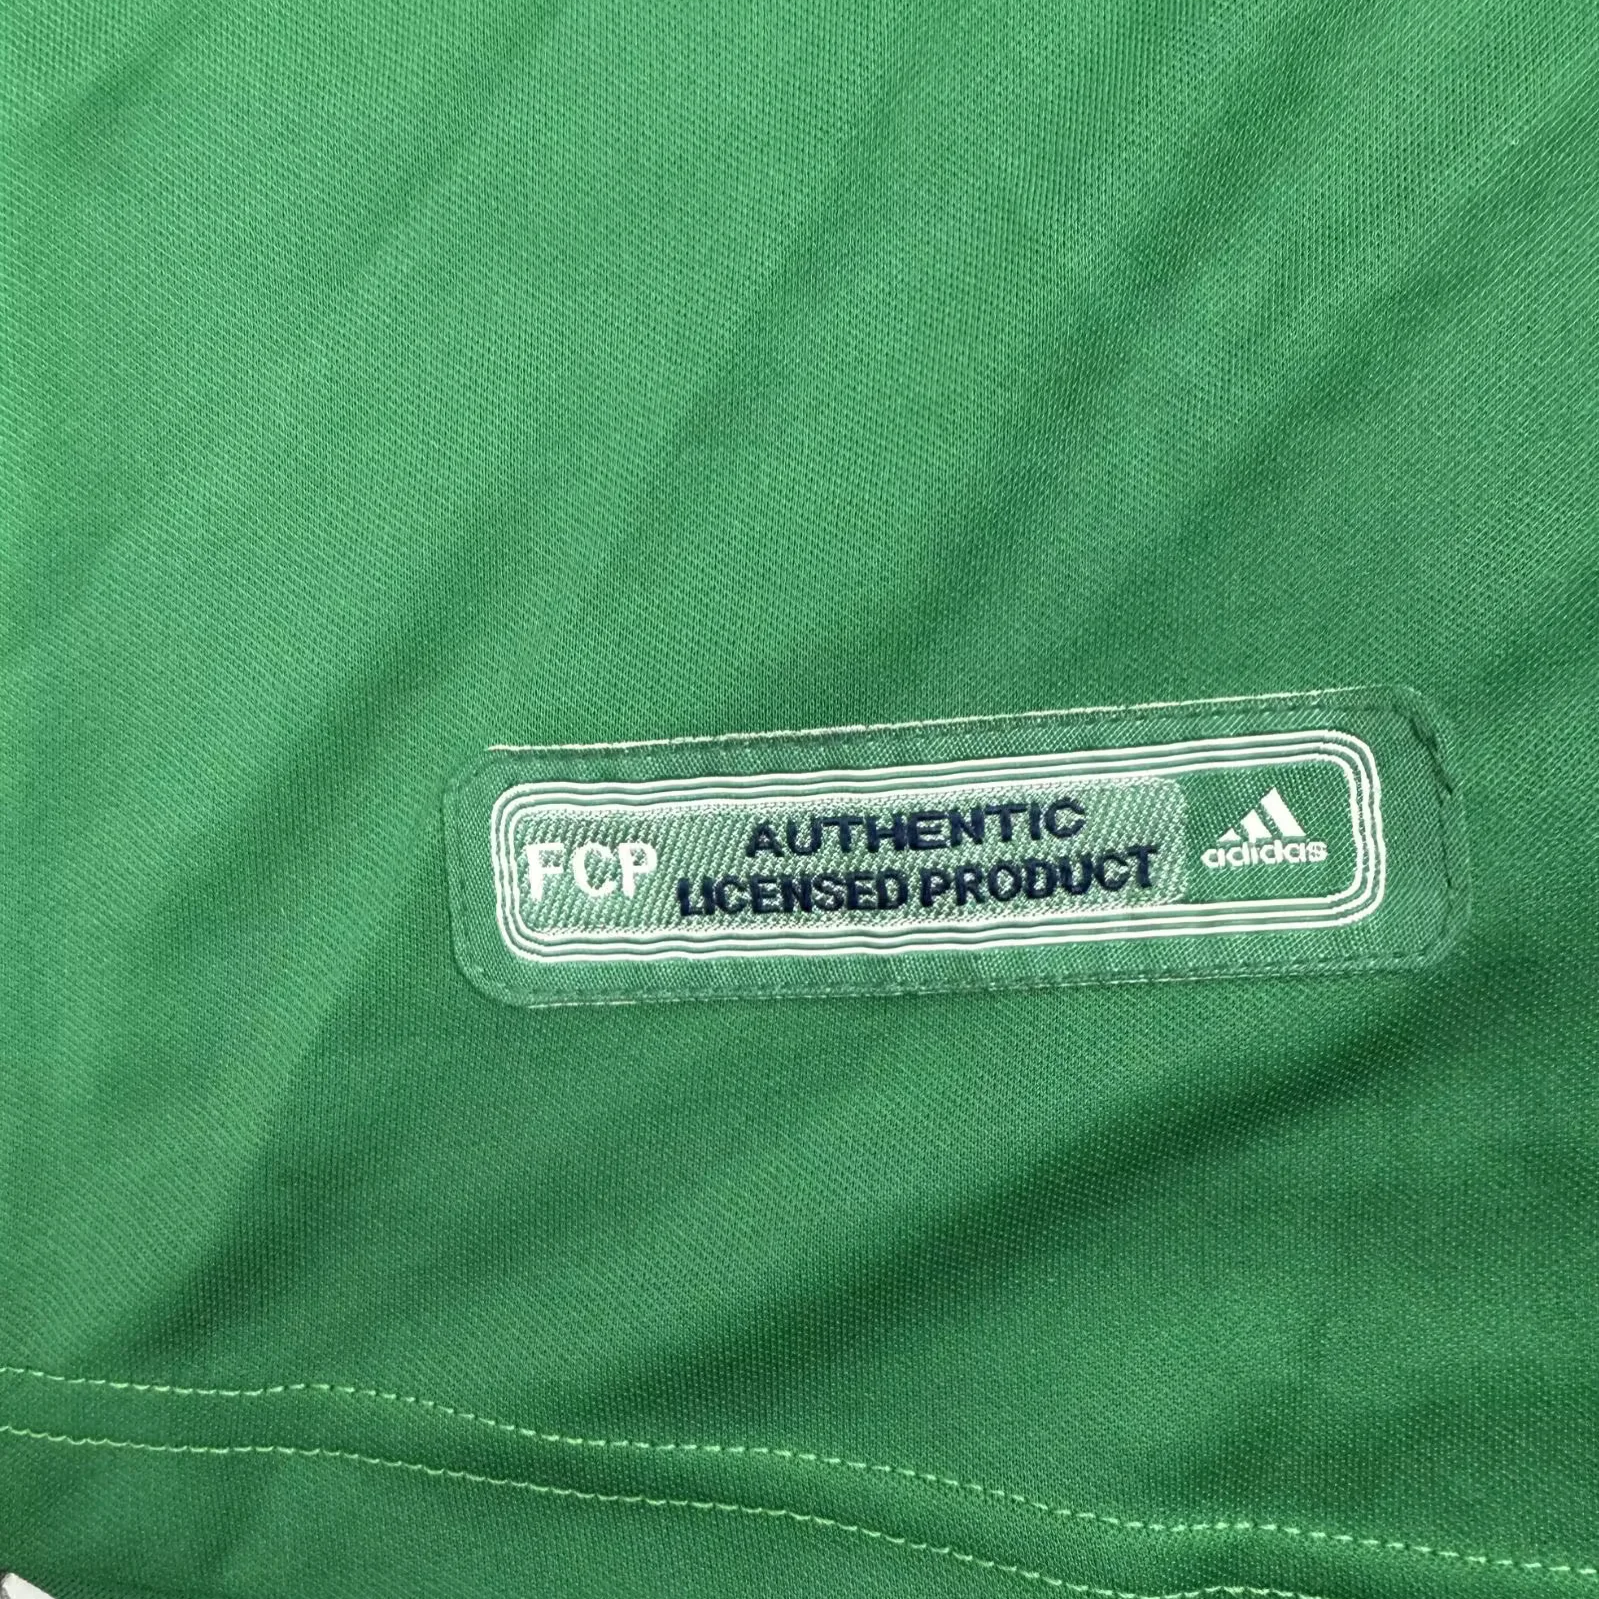 FCP
AUTHENTIC
LICENSED PRODUCT
adidas